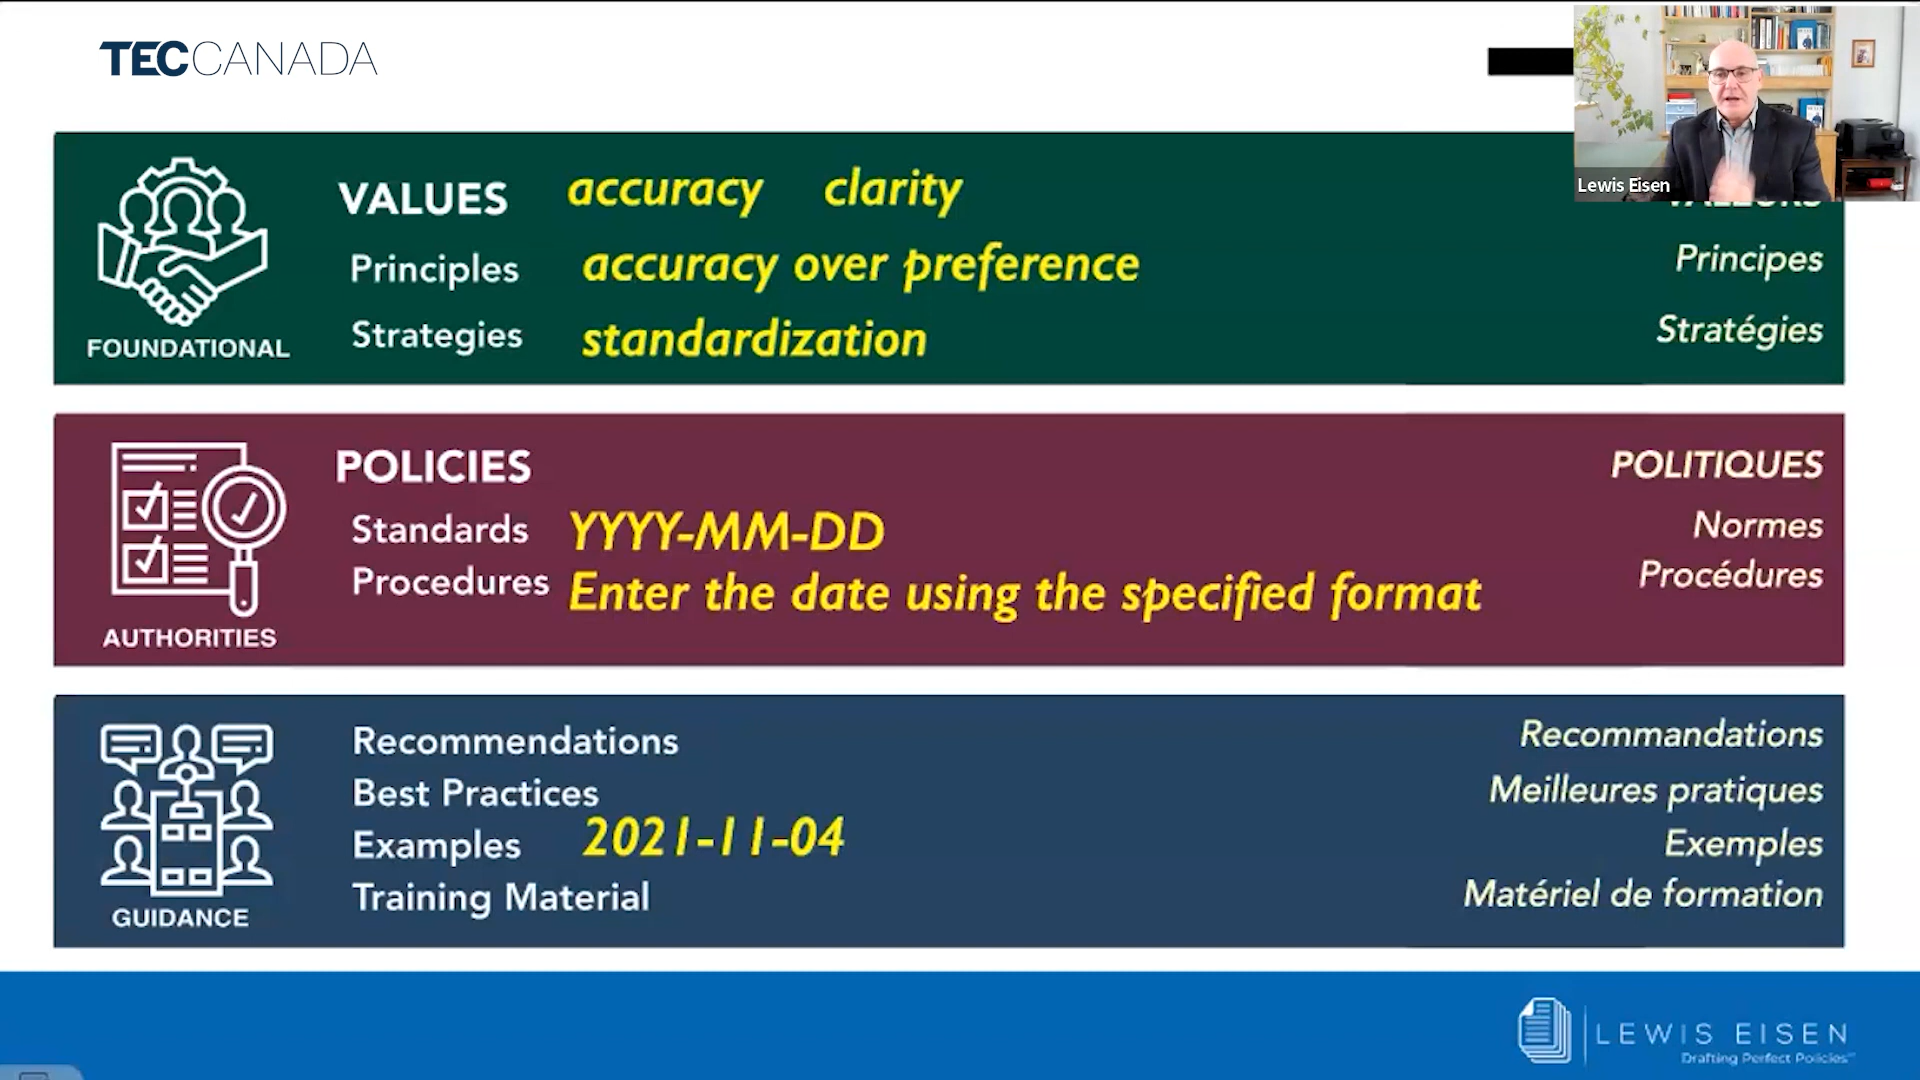 TECCANADA
Lewis Eisen
VALUES accuracy clarity
Principles accuracy over preference Principes
Strategies standardization Stratégies
FOUNDATIONAL
POLICIES POLITIQUES
Standards YYYY-MM-DD Normes
Procedures Enter the date using the specified format Procédures
AUTHORITIES
Recommendations Recommandations
Best Practices Meilleures pratiques
Examples 2021-11-04 Exemples
Training Material Matériel de formation
GUIDANCE
LEWIS EISEN
Drafting Perfect Policies